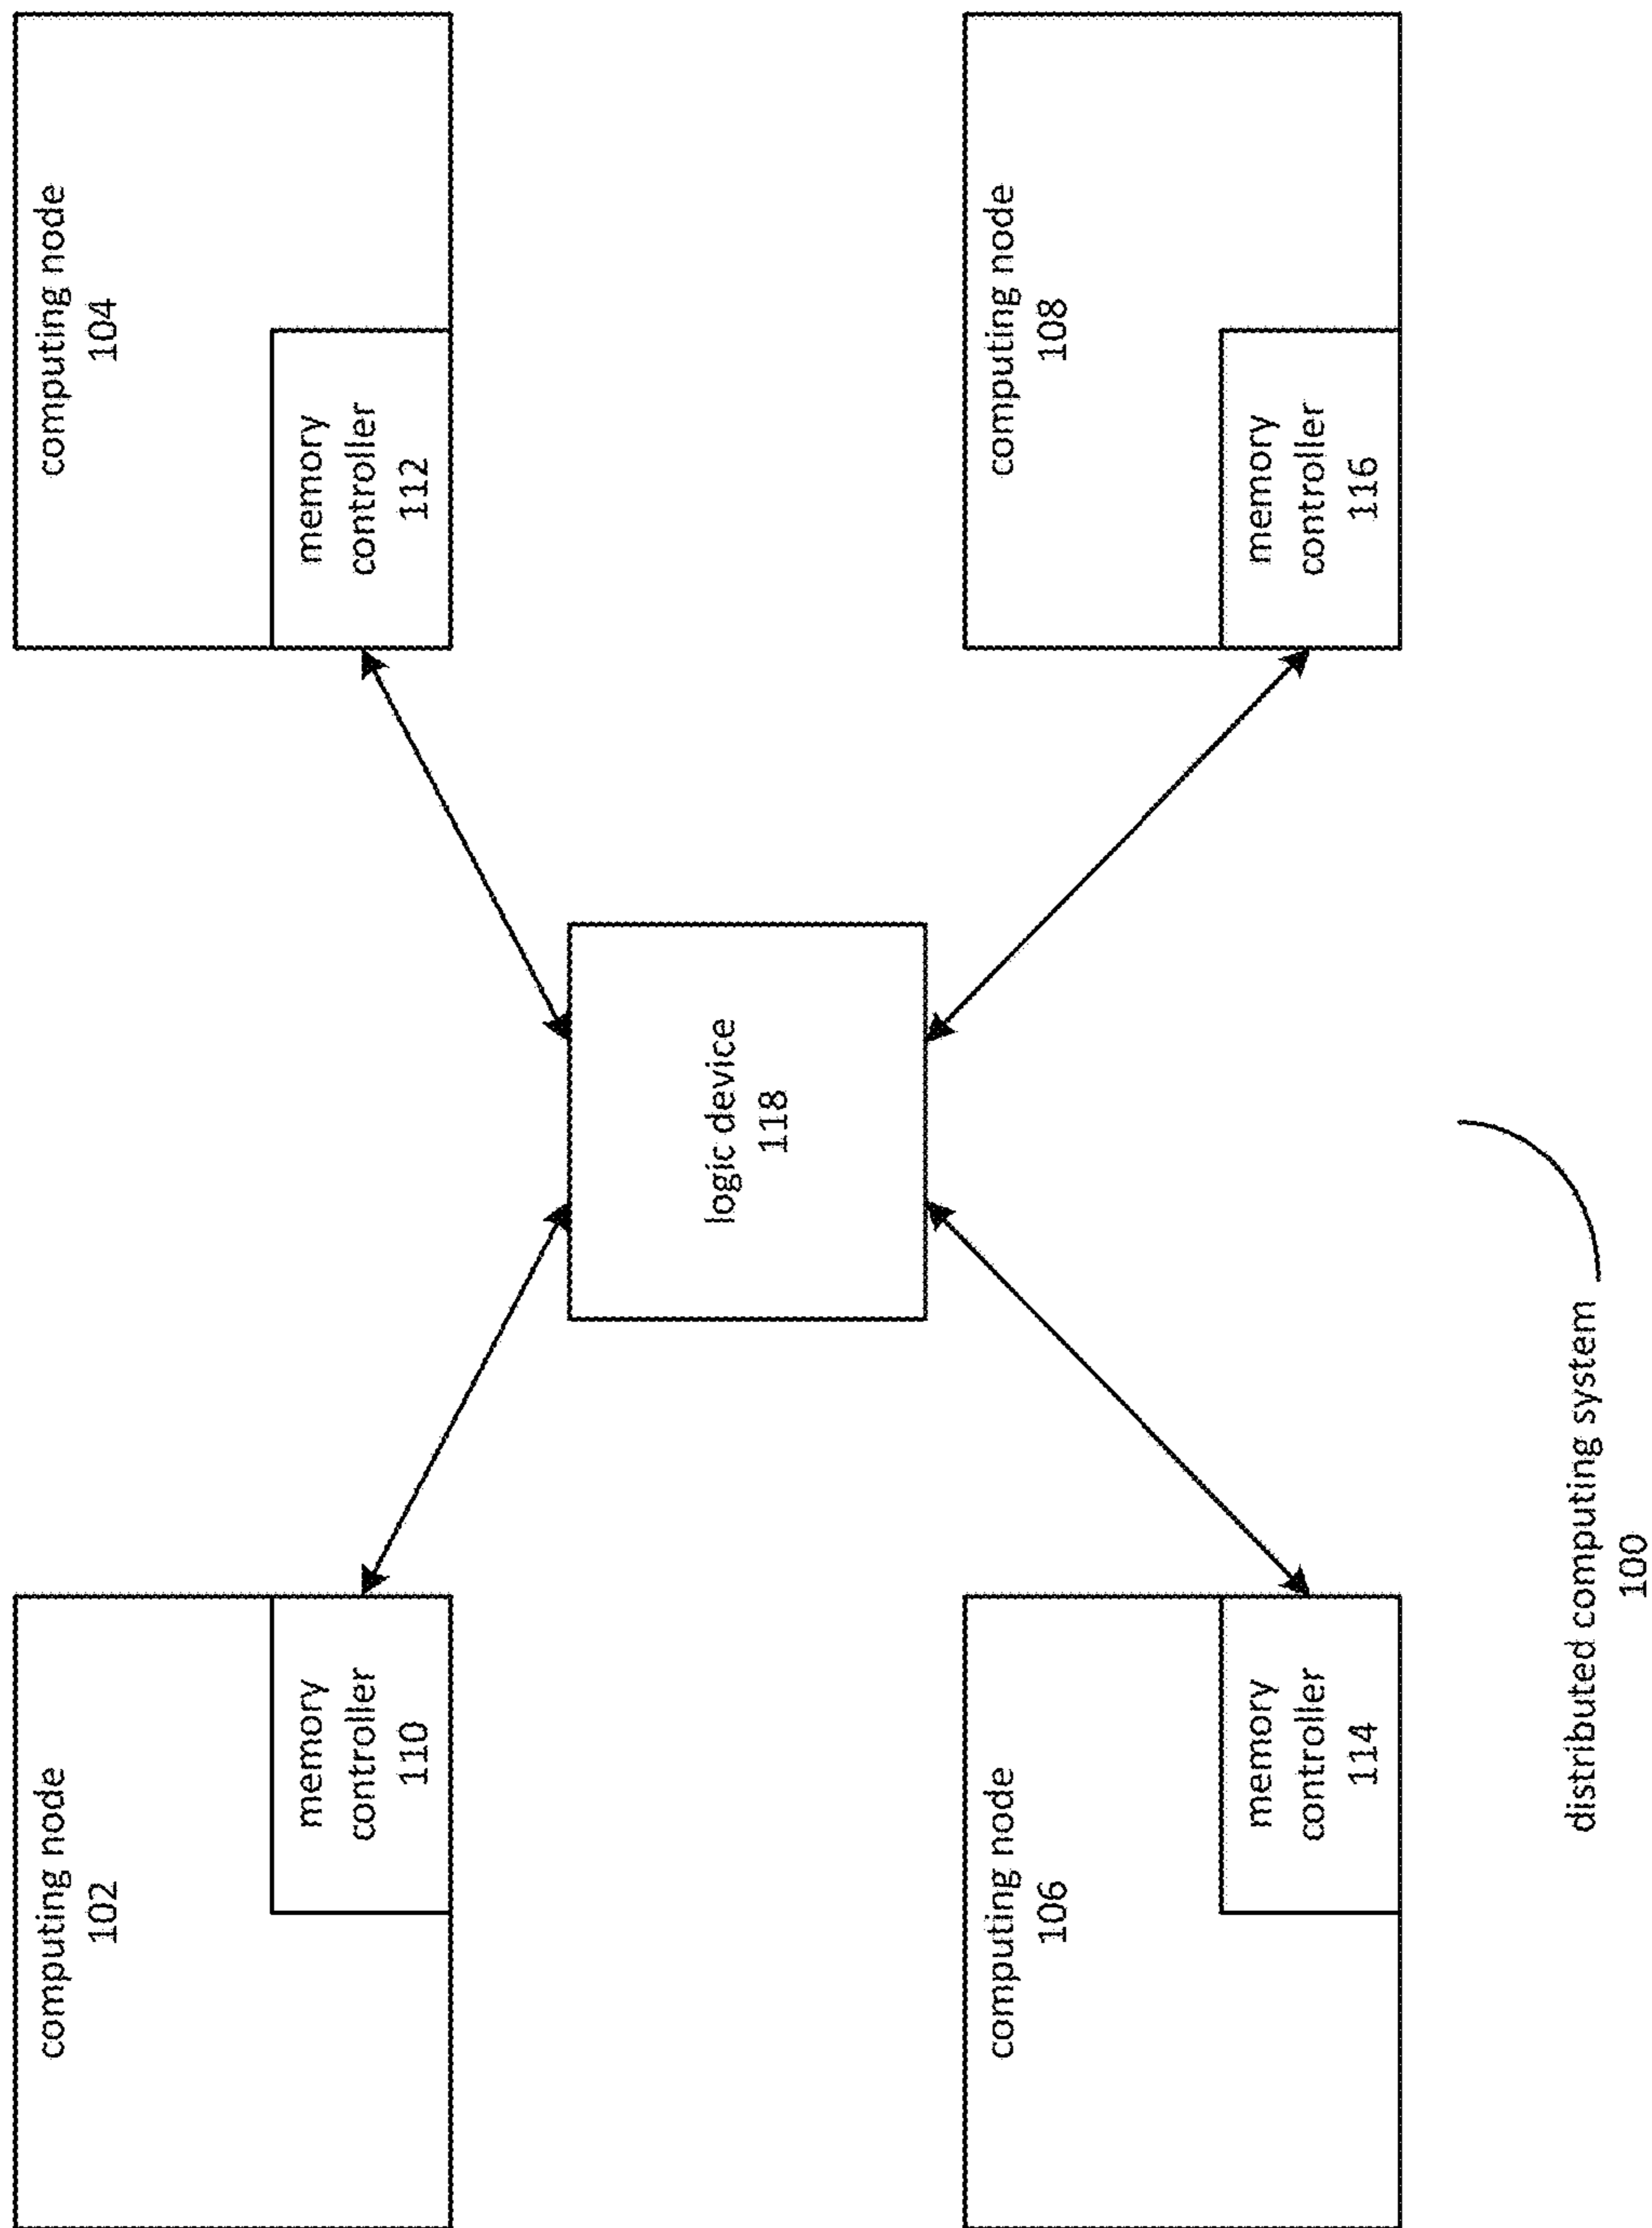 computing node
102
memory
controller
110
computing node
104
memory
controller
112
logic device
118
computing node
106
memory
controller
114
computing node
108
memory
controller
116
distributed computing system
100